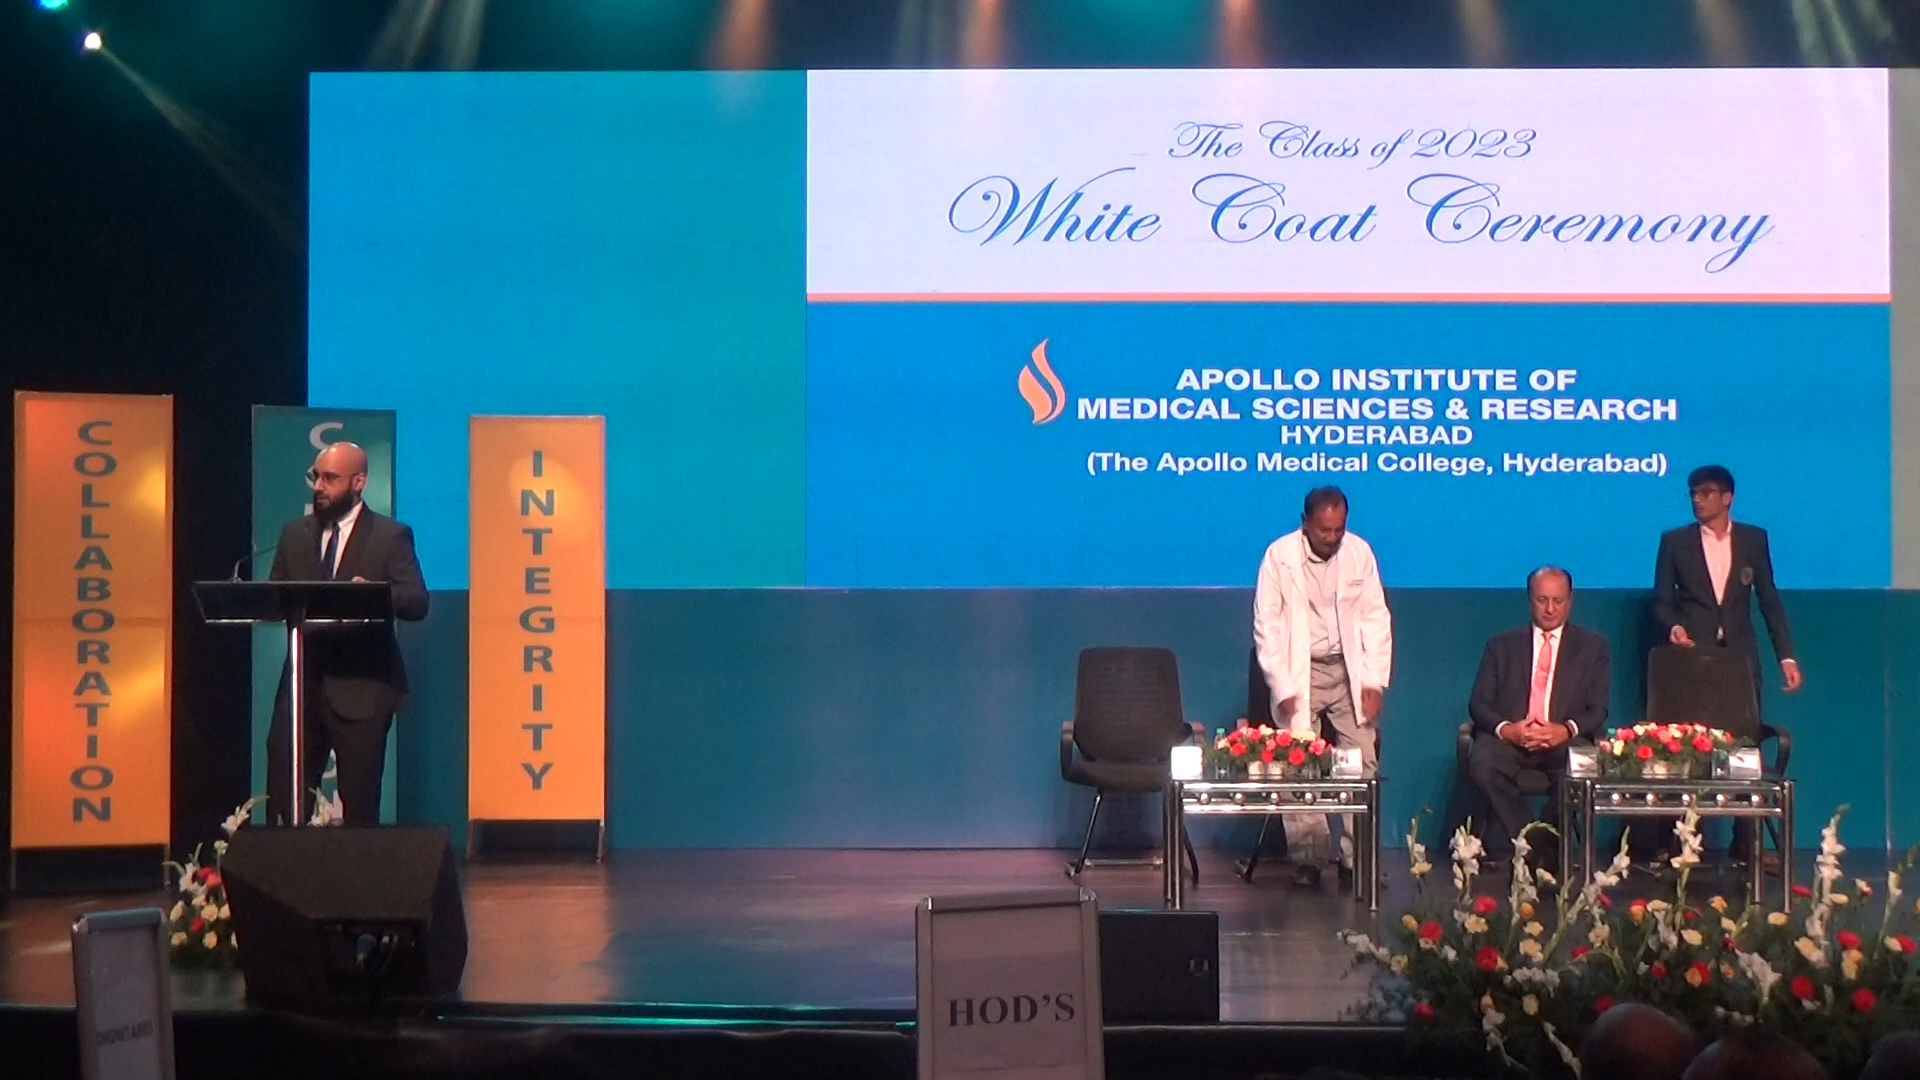 The Class of 2023
White Coat Ceremony
APOLLO INSTITUTE OF
MEDICAL SCIENCES & RESEARCH
HYDERABAD
(The Apollo Medical College, Hyderabad)
COLLABORATION
INTEGRITY
HOD'S